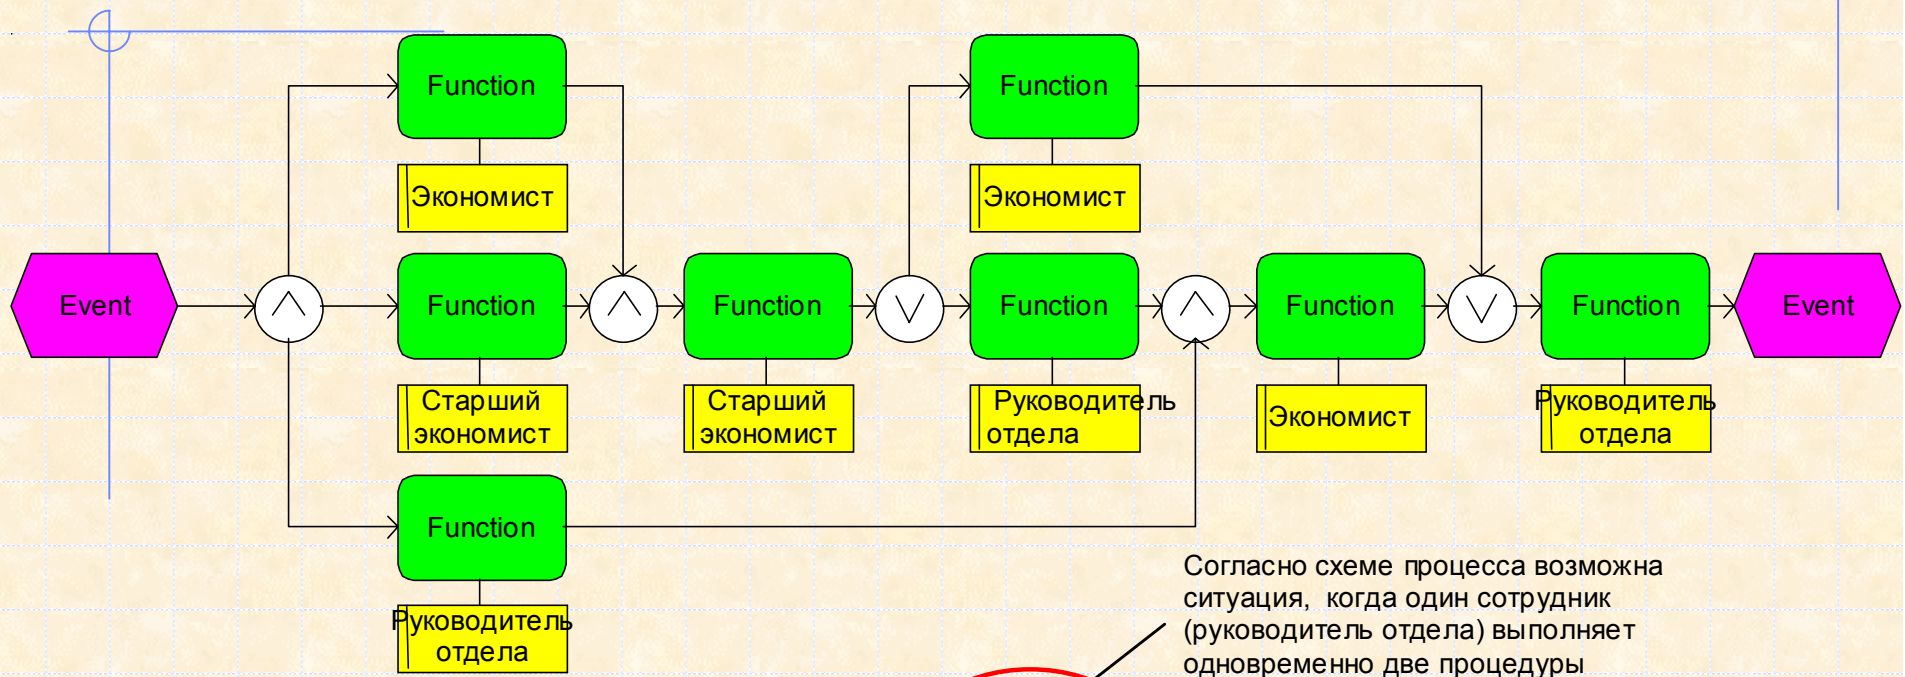 Function
Function
Экономист
Экономист
Event
Function
Function
Function
Function
Function
Event
Старший
экономист
Старший
экономист
Руководитель
отдела
Экономист
Руководитель
отдела
Function
Руководитель
отдела
Согласно схеме процесса возможна
ситуация, когда один сотрудник
(руководитель отдела) выполняет
одновременно две процедуры